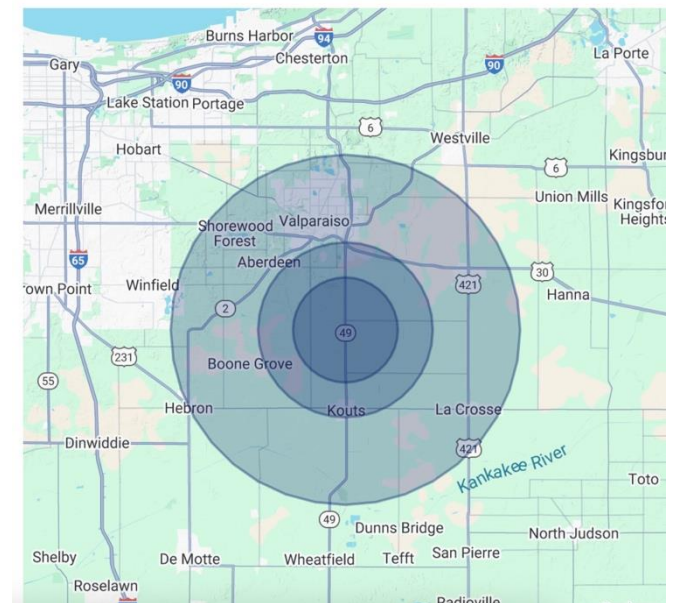 Burns Harbor
94
Chesterton
La Porte
Gary
90
90
Lake Station
Portage
6
Westville
Hobart
6
Kingsbur
Union Mills
Kingsfor
Heights
Merrillville
Shorewood
Forest
Valparaiso
65
Aberdeen
30
rown Point
Winfield
421
Hanna
2
49
231
Boone Grove
55
Hebron
Kouts
La Crosse
Dinwiddie
421
Kankakee River
Toto
49
Dunns Bridge
North Judson
Shelby
De Motte
Wheatfield
Tefft
San Pierre
Roselawn
Radioville